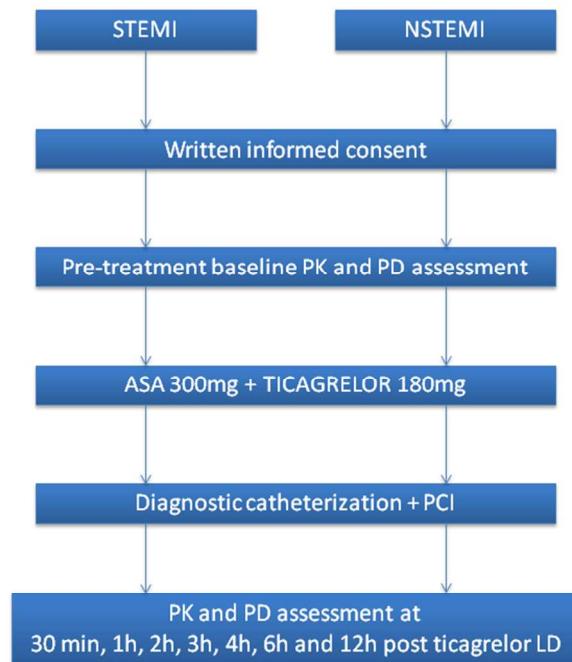 STEMI
NSTEMI
Written informed consent
Pre-treatment baseline PK and PD assessment
ASA 300mg + TICAGRELOR 180mg
Diagnostic catheterization + PCI
PK and PD assessment at
30 min, 1h, 2h, 3h, 4h, 6h and 12h post ticagrelor LD